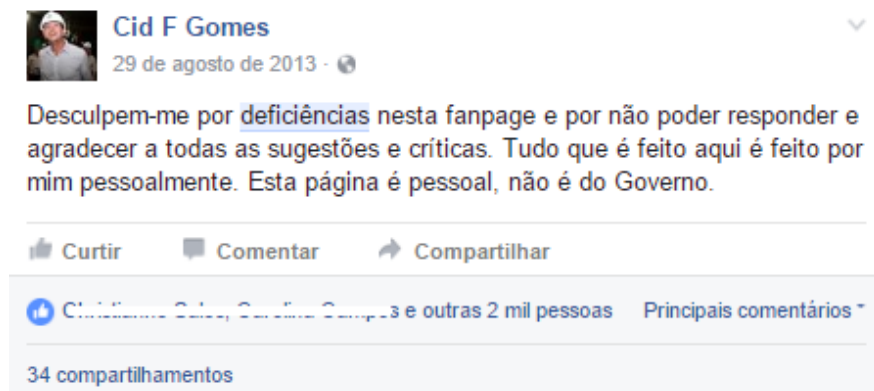 Cid F Gomes
29 de agosto de 2013 ·
Desculpem-me por deficiências nesta fanpage e por não poder responder e
agradecer a todas as sugestões e críticas. Tudo que é feito aqui é feito por
mim pessoalmente. Esta página é pessoal, não é do Governo.
Curtir Comentar Compartilhar
e outras 2 mil pessoas Principais comentários
34 compartilhamentos